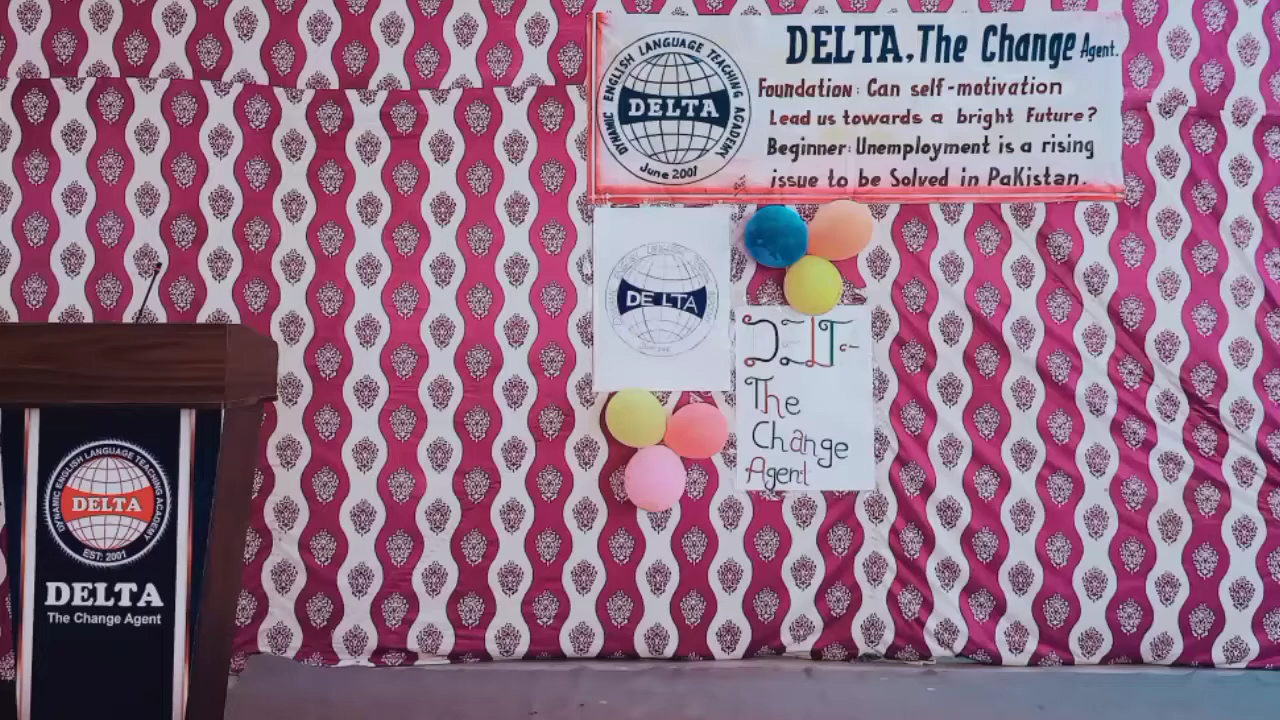 DELTA, The Change Agent.
Foundation: Can self-motivation
Lead us towards a bright Future?
Beginner: Unemployment is a rising
issue to be Solved in Pakistan.
DYNAMIC ENGLISH LANGUAGE TEACHING ACADEMY
DELTA
June 2001
DELTA
The
Change
Agent
DYNAMIC ENGLISH LANGUAGE TEACHING ACADEMY
DELTA
EST: 2001
DELTA
The Change Agent